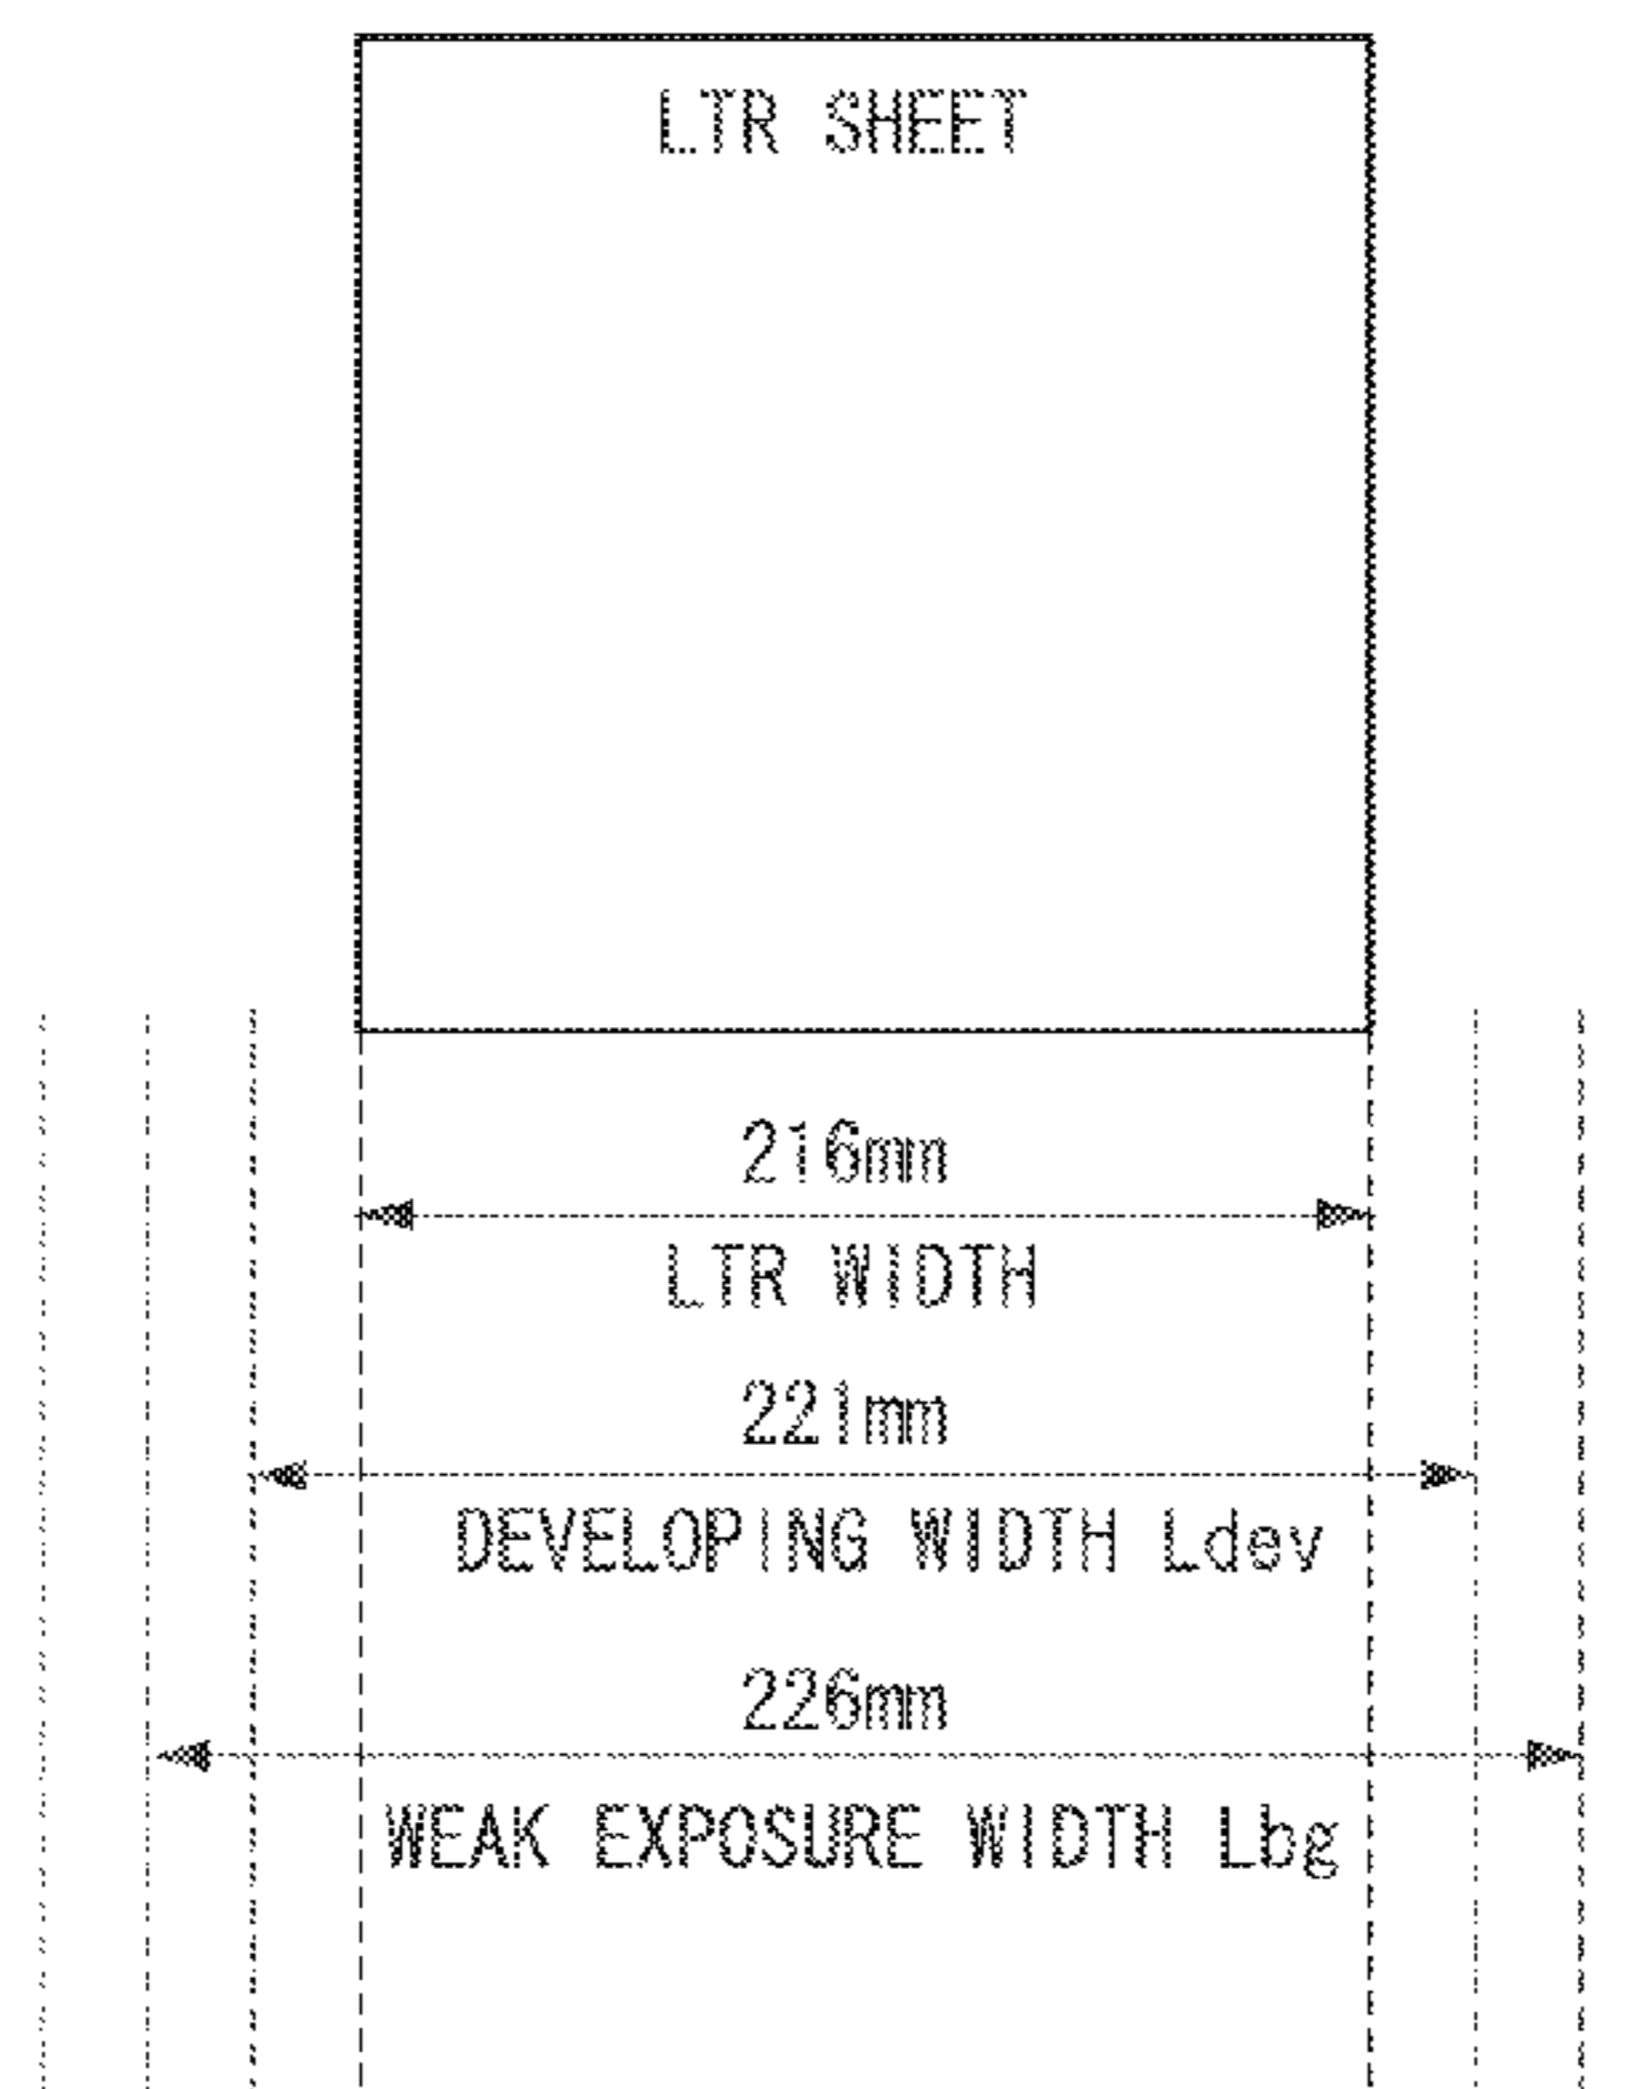 LTR SHEET
216mm
LTR WIDTH
221mm
DEVELOPING WIDTH Ldev
226mm
WEAK EXPOSURE WIDTH Lbg